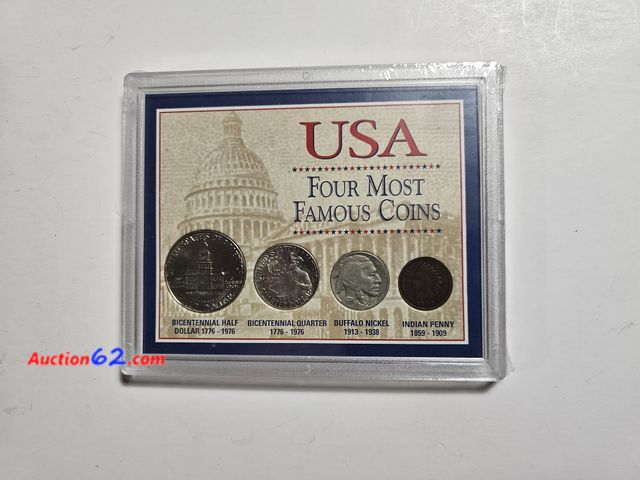 USA
FOUR MOST
FAMOUS COINS
BICENTENNIAL HALF
DOLLAR 1776 - 1976
BICENTENNIAL QUARTER
1776 - 1976
BUFFALO NICKEL
1913 - 1938
INDIAN PENNY
1859 - 1909
Auction62.com